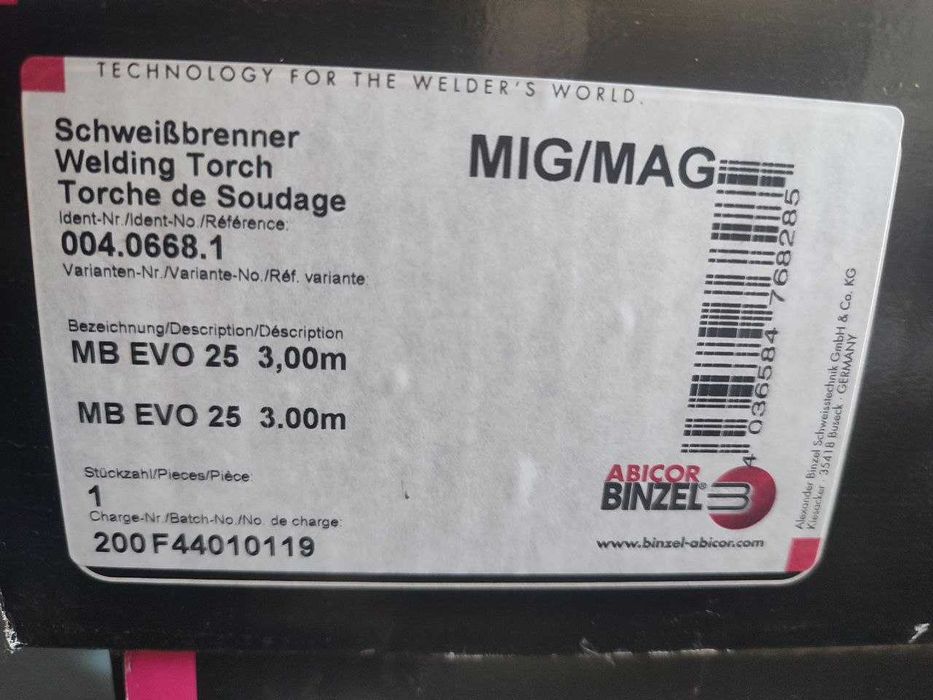 TECHNOLOGY FOR THE WELDER'S WORLD.
Schweißbrenner
Welding Torch
Torche de Soudage
Ident-Nr./Ident-No./Référence:
004.0668.1
Varianten-Nr./Variante-No./Réf. variante:
Bezeichnung/Description/Déscription
MB EVO 25 3,00m
MB EVO 25 3.00m
Stückzahl/Pieces/Pièce
1
Charge-Nr./Batch-No./No. de charge:
200F44010119
MIG/MAG
4 036584 768285
ABICOR
BINZEL®
www.binzel-abicor.com
Alexander Binzel Schweisstechnik GmbH & Co. KG
Kiesacker · 35418 Buseck · GERMANY